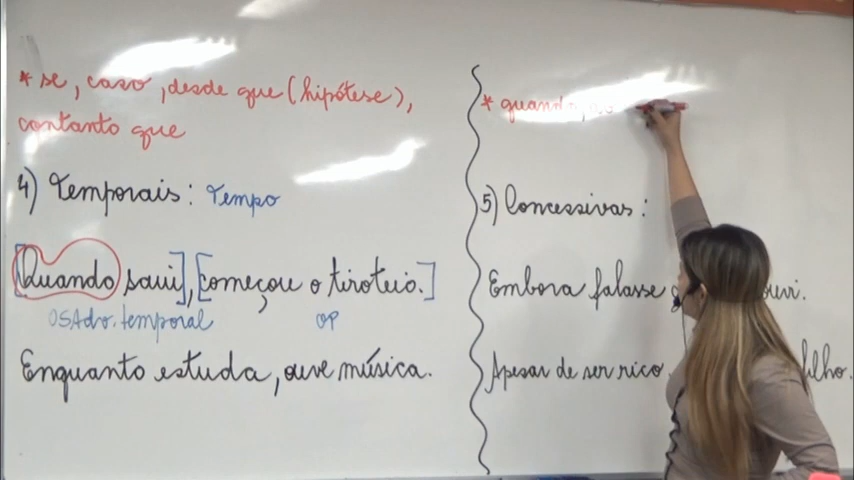 * se, caso, desde que (hipótese),
contanto que
4) Temporais: Tempo
[Quando saui], [começou o tiroteio.]
OSAdv. temporal OP
Enquanto estuda, ouve música.
* quando,
5) Concessivas:
Embora falasse ouvi.
Apesar de ser rico filho.